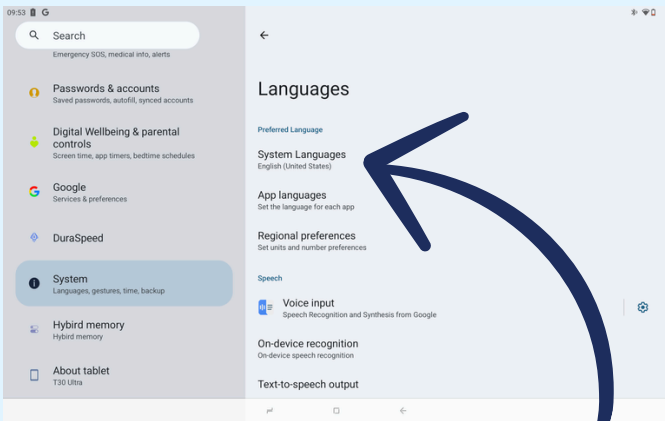 09:53 G
Search
Emergency SOS, medical info, alerts
Passwords & accounts
Saved passwords, autofill, synced accounts
Digital Wellbeing & parental
controls
Screen time, app timers, bedtime schedules
Google
Services & preferences
DuraSpeed
System
Languages, gestures, time, backup
Hybird memory
Hybird memory
About tablet
T30 Ultra
Languages
Preferred Language
System Languages
English (United States)
App languages
Set the language for each app
Regional preferences
Set units and number preferences
Speech
Voice input
Speech Recognition and Synthesis from Google
On-device recognition
On-device speech recognition
Text-to-speech output